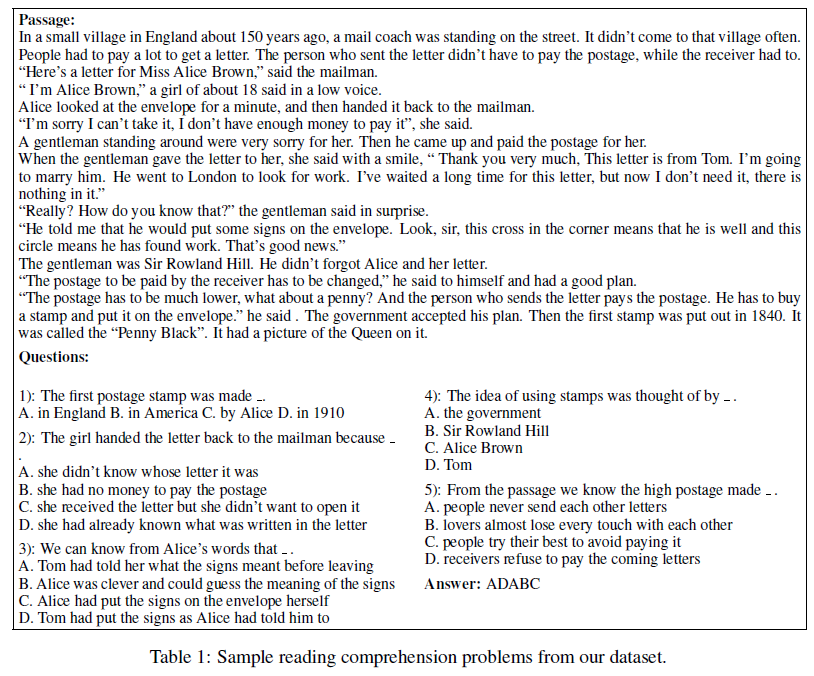 Passage:
In a small village in England about 150 years ago, a mail coach was standing on the street. It didn't come to that village often.
People had to pay a lot to get a letter. The person who sent the letter didn't have to pay the postage, while the receiver had to.
“Here's a letter for Miss Alice Brown,” said the mailman.
“ I'm Alice Brown,” a girl of about 18 said in a low voice.
Alice looked at the envelope for a minute, and then handed it back to the mailman.
“I'm sorry I can't take it, I don't have enough money to pay it”, she said.
A gentleman standing around were very sorry for her. Then he came up and paid the postage for her.
When the gentleman gave the letter to her, she said with a smile, “ Thank you very much, This letter is from Tom. I'm going
to marry him. He went to London to look for work. I've waited a long time for this letter, but now I don't need it, there is
nothing in it.”
“Really? How do you know that?” the gentleman said in surprise.
“He told me that he would put some signs on the envelope. Look, sir, this cross in the corner means that he is well and this
circle means he has found work. That's good news.”
The gentleman was Sir Rowland Hill. He didn't forgot Alice and her letter.
“The postage to be paid by the receiver has to be changed,” he said to himself and had a good plan.
“The postage has to be much lower, what about a penny? And the person who sends the letter pays the postage. He has to buy
a stamp and put it on the envelope.” he said . The government accepted his plan. Then the first stamp was put out in 1840. It
was called the “Penny Black”. It had a picture of the Queen on it.
Questions:
1): The first postage stamp was made _.
A. in England B. in America C. by Alice D. in 1910
2): The girl handed the letter back to the mailman because _
.
A. she didn't know whose letter it was
B. she had no money to pay the postage
C. she received the letter but she didn't want to open it
D. she had already known what was written in the letter
3): We can know from Alice's words that _ .
A. Tom had told her what the signs meant before leaving
B. Alice was clever and could guess the meaning of the signs
C. Alice had put the signs on the envelope herself
D. Tom had put the signs as Alice had told him to
4): The idea of using stamps was thought of by _ .
A. the government
B. Sir Rowland Hill
C. Alice Brown
D. Tom
5): From the passage we know the high postage made _ .
A. people never send each other letters
B. lovers almost lose every touch with each other
C. people try their best to avoid paying it
D. receivers refuse to pay the coming letters
Answer: ADABC
Table 1: Sample reading comprehension problems from our dataset.